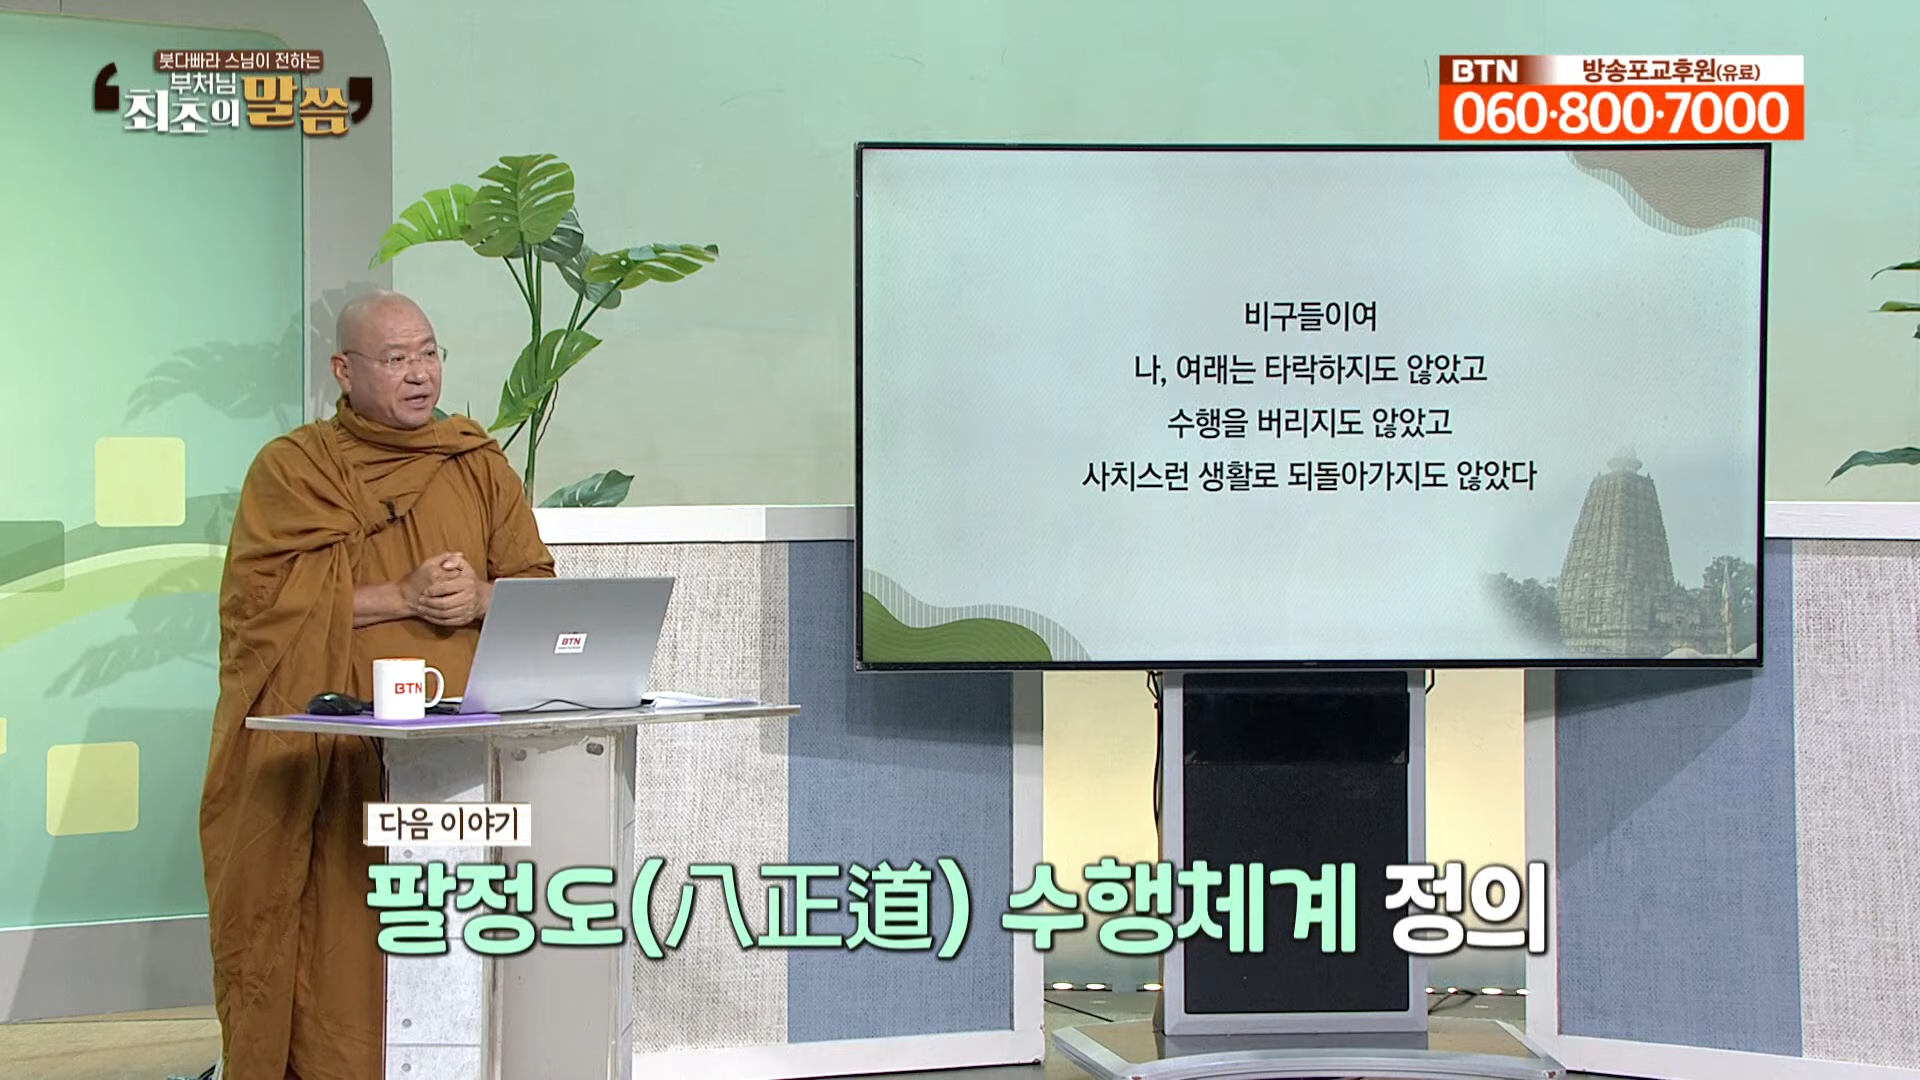 붓다빠라 스님이 전하는
부처님
최초의 말씀
BTN 방송포교후원(유료)
060·800·7000
비구들이여
나, 여래는 타락하지도 않았고
수행을 버리지도 않았고
사치스런 생활로 되돌아가지도 않았다
BTN
BTN
다음 이야기
팔정도(八正道) 수행체계 정의